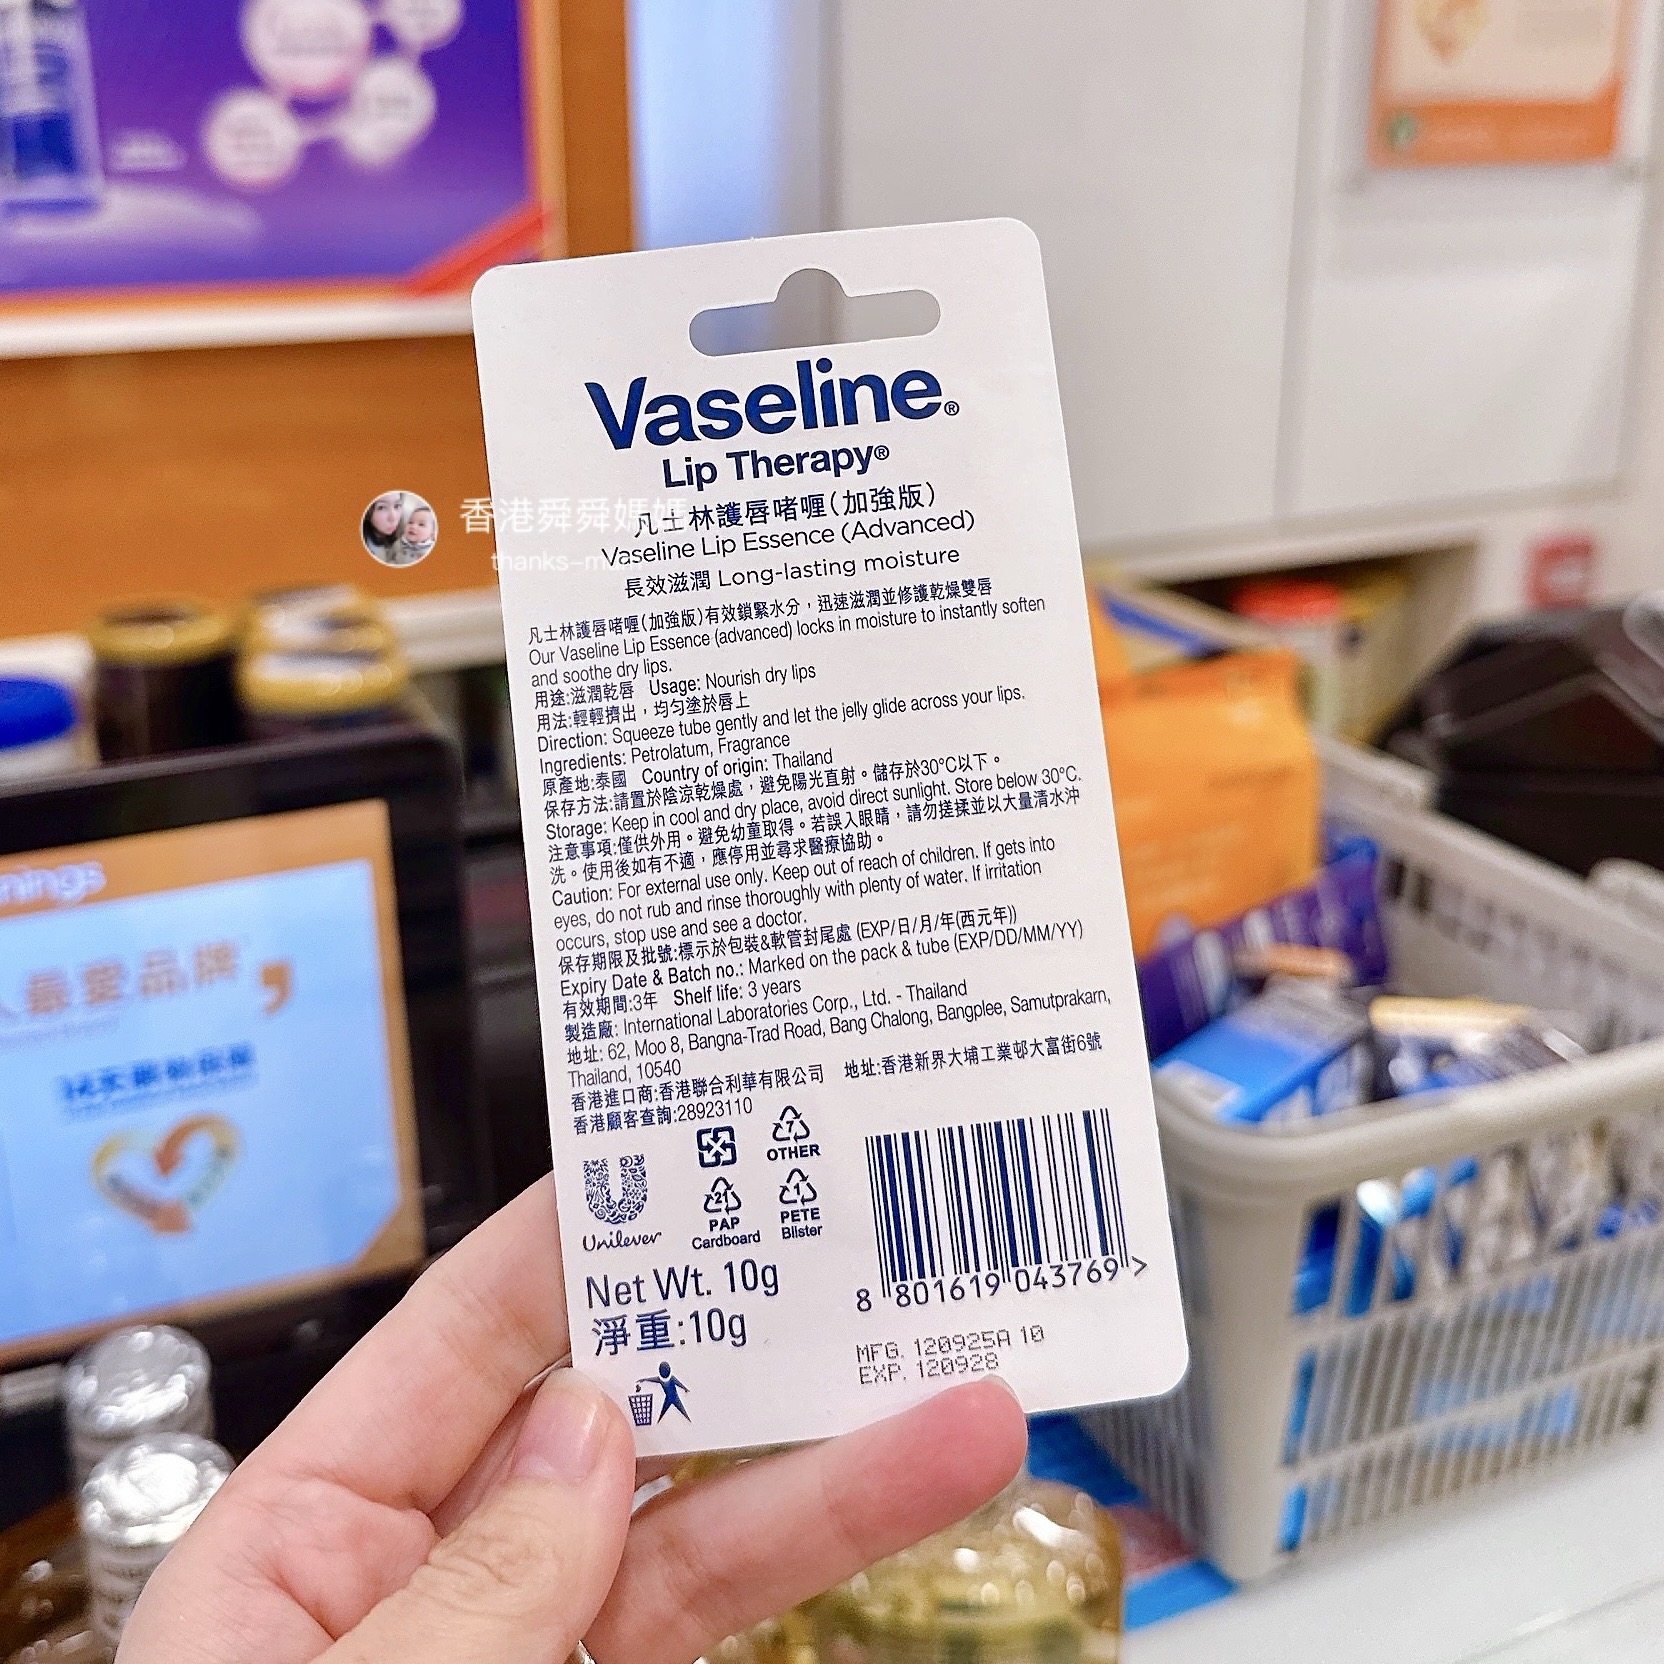 Vaseline®
Lip Therapy®
香港舜舜媽媽
凡士林護唇啫喱(加強版)
Vaseline Lip Essence (Advanced)
thanks-mum
長效滋潤 Long-lasting moisture
凡士林護唇啫喱(加強版)有效鎖緊水分，迅速滋潤並修護乾燥雙唇
Our Vaseline Lip Essence (advanced) locks in moisture to instantly soften
and soothe dry lips.
用途:滋潤乾唇 Usage: Nourish dry lips
用法:輕輕擠出，均勻塗於唇上
Direction: Squeeze tube gently and let the jelly glide across your lips.
Ingredients: Petrolatum, Fragrance
原產地:泰國 Country of origin: Thailand
保存方法:請置於陰涼乾燥處，避免陽光直射。儲存於30°C以下。
Storage: Keep in cool and dry place, avoid direct sunlight. Store below 30°C.
注意事項:僅供外用。避免幼童取得。若誤入眼睛，請勿搓揉並以大量清水沖
洗。使用後如有不適，應停用並尋求醫療協助。
Caution: For external use only. Keep out of reach of children. If gets into
eyes, do not rub and rinse thoroughly with plenty of water. If irritation
occurs, stop use and see a doctor.
保存期限及批號:標示於包裝&軟管封尾處 (EXP/日/月/年(西元年))
Expiry Date & Batch no.: Marked on the pack & tube (EXP/DD/MM/YY)
有效期間:3年 Shelf life: 3 years
製造廠: International Laboratories Corp., Ltd. - Thailand
地址: 62, Moo 8, Bangna-Trad Road, Bang Chalong, Bangplee, Samutprakarn,
Thailand, 10540
香港進口商:香港聯合利華有限公司 地址:香港新界大埔工業邨大富街6號
香港顧客查詢:28923110
7
OTHER
21
PAP
Cardboard
1
PETE
Blister
Unilever
Net Wt. 10g
淨重:10g
8 801619 043769 >
MFG. 120925A 10
EXP. 120928
nings
人最愛品牌